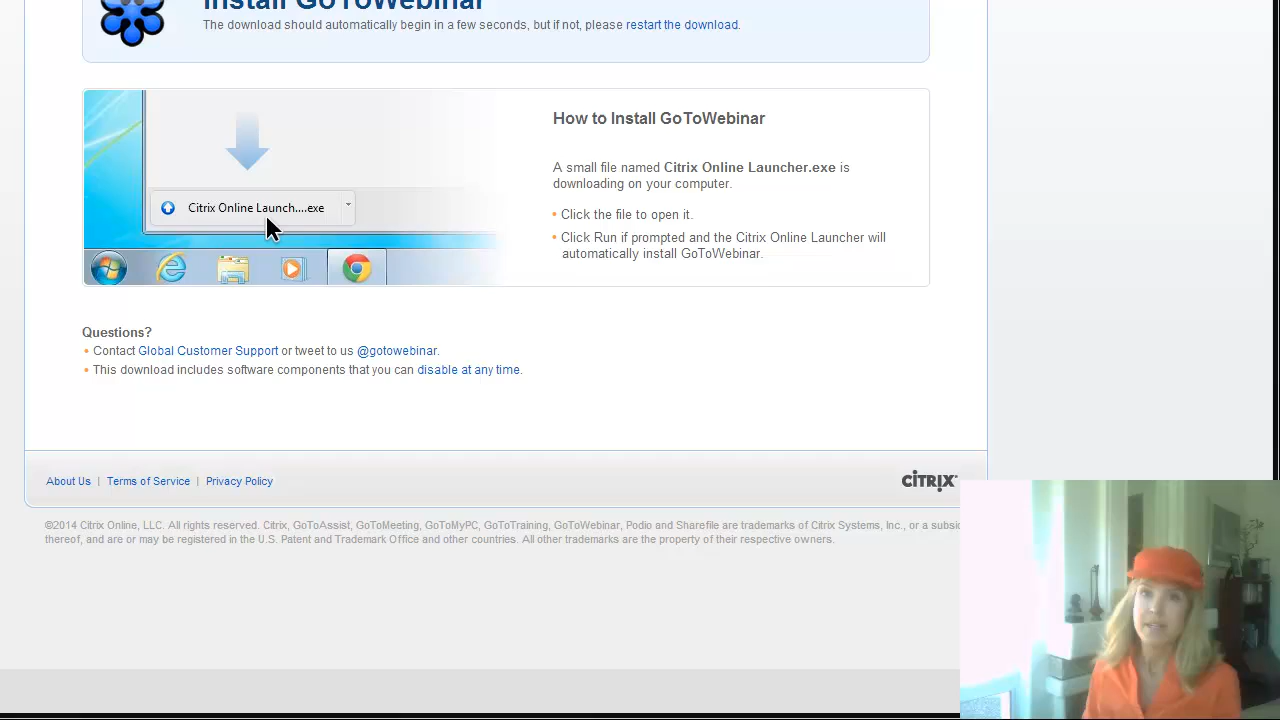 Install GoToWebinar
The download should automatically begin in a few seconds, but if not, please restart the download.
How to Install GoToWebinar
A small file named Citrix Online Launcher.exe is
downloading on your computer.
Citrix Online Launch....exe
• Click the file to open it.
• Click Run if prompted and the Citrix Online Launcher will
automatically install GoToWebinar.
Questions?
• Contact Global Customer Support or tweet to us @gotowebinar.
• This download includes software components that you can disable at any time.
About Us | Terms of Service | Privacy Policy
CITRIX
©2014 Citrix Online, LLC. All rights reserved. Citrix, GoToAssist, GoToMeeting, GoToMyPC, GoToTraining, GoToWebinar, Podio and Sharefile are trademarks of Citrix Systems, Inc., or a subsid
thereof, and are or may be registered in the U.S. Patent and Trademark Office and other countries. All other trademarks are the property of their respective owners.